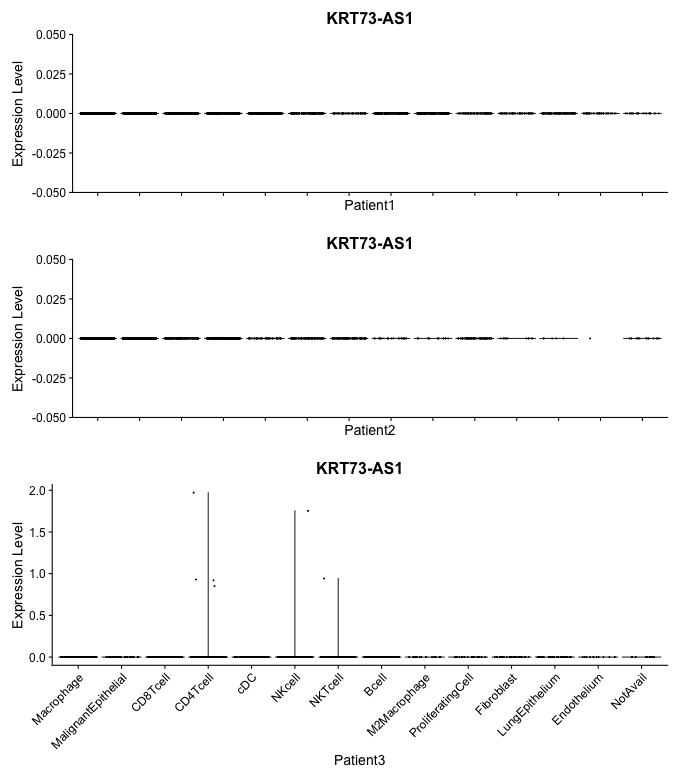 KRT73-AS1
0.050
0.025
0.000
-0.025
-0.050
Expression Level
Patient1
KRT73-AS1
0.050
0.025
0.000
-0.025
-0.050
Expression Level
Patient2
KRT73-AS1
2.0
1.5
1.0
0.5
0.0
Expression Level
Macrophage
MalignantEpithelial
CD8Tcell
CD4Tcell
cDC
NKcell
NKTcell
Bcell
M2Macrophage
ProliferatingCell
Fibroblast
LungEpithelium
Endothelium
NotAvail
Patient3